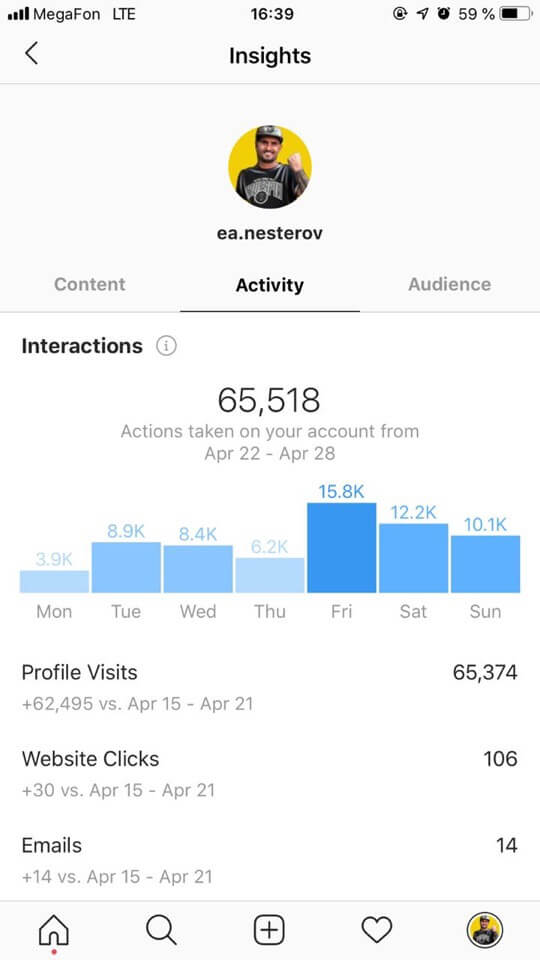 MegaFon LTE 16:39 59 %
Insights
ea.nesterov
Content Activity Audience
Interactions i
65,518
Actions taken on your account from
Apr 22 - Apr 28
3.9K 8.9K 8.4K 6.2K 15.8K 12.2K 10.1K
Mon Tue Wed Thu Fri Sat Sun
Profile Visits 65,374
+62,495 vs. Apr 15 - Apr 21
Website Clicks 106
+30 vs. Apr 15 - Apr 21
Emails 14
+14 vs. Apr 15 - Apr 21